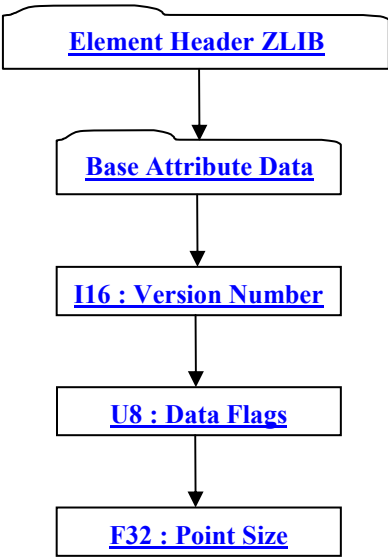 Element Header ZLIB
Base Attribute Data
I16 : Version Number
U8 : Data Flags
F32 : Point Size